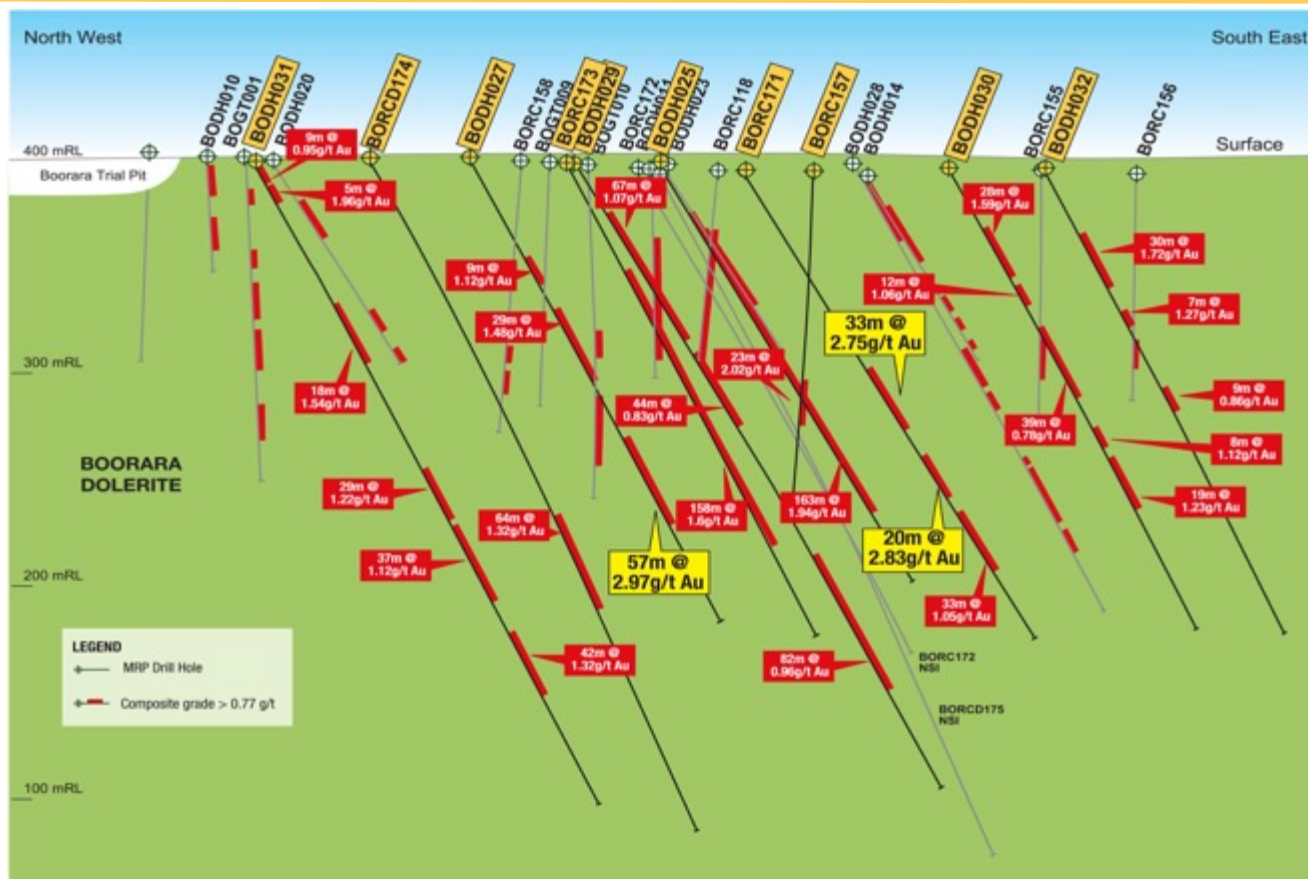 North West
South East
BODH010
BOGT001
BODH031
BODH020
BORCD174
BODH027
BORC158
BOGT009
BORC173
BODH029
BOGT010
BORC172
BODH011
BODH025
BODH023
BORC118
BORC171
BORC157
BODH028
BODH014
BODH030
BORC155
BODH032
BORC156
400 mRL
Surface
Boorara Trial Pit
9m @
0.95g/t Au
5m @
1.96g/t Au
67m @
1.07g/t Au
28m @
1.59g/t Au
30m @
1.72g/t Au
9m @
1.12g/t Au
12m @
1.06g/t Au
7m @
1.27g/t Au
29m @
1.48g/t Au
33m @
2.75g/t Au
23m @
2.02g/t Au
300 mRL
18m @
1.54g/t Au
44m @
0.83g/t Au
9m @
0.86g/t Au
39m @
0.78g/t Au
8m @
1.12g/t Au
BOORARA
DOLERITE
29m @
1.22g/t Au
158m @
1.6g/t Au
163m @
1.94g/t Au
19m @
1.23g/t Au
64m @
1.32g/t Au
20m @
2.83g/t Au
37m @
1.12g/t Au
57m @
2.97g/t Au
200 mRL
33m @
1.05g/t Au
LEGEND
MRP Drill Hole
Composite grade > 0.77 g/t
42m @
1.32g/t Au
82m @
0.96g/t Au
BORC172
NSI
BORCD175
NSI
100 mRL